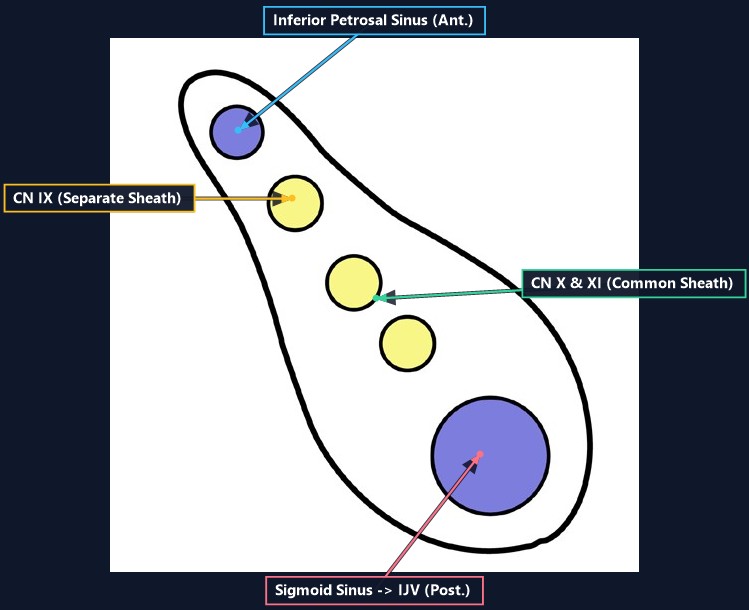 Inferior Petrosal Sinus (Ant.)
CN IX (Separate Sheath)
CN X & XI (Common Sheath)
Sigmoid Sinus -> IJV (Post.)